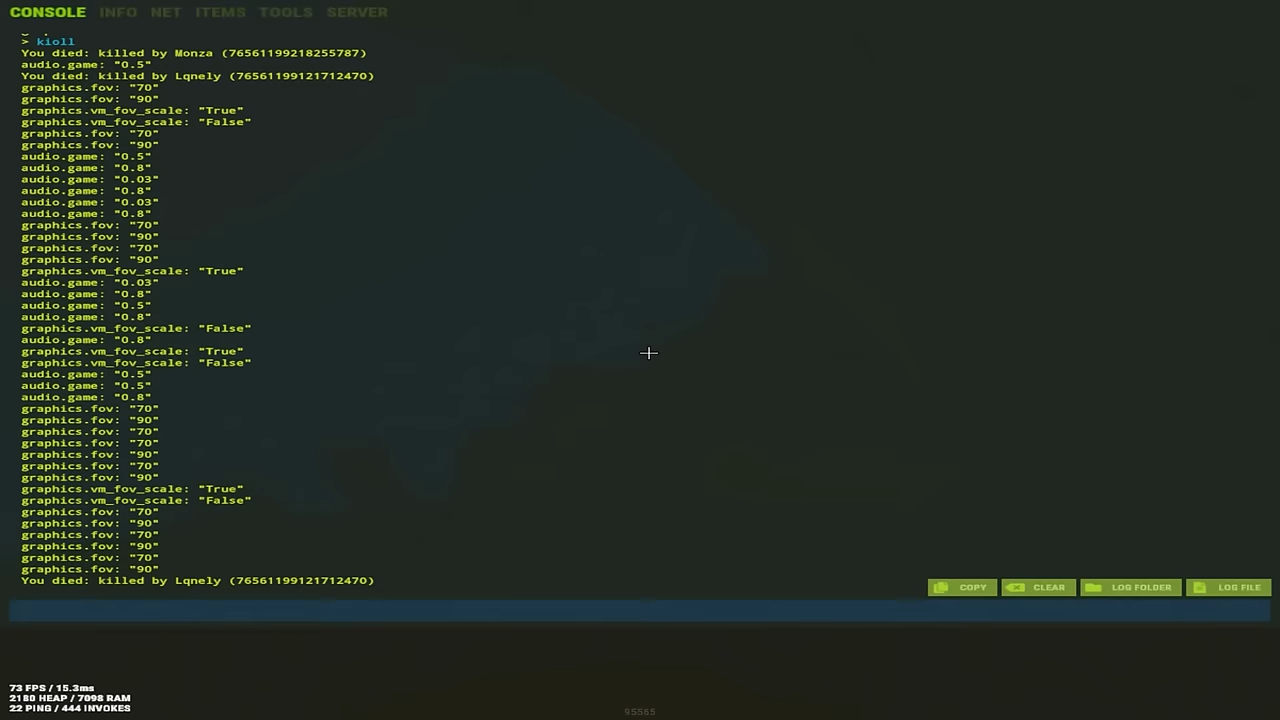 CONSOLE INFO NET ITEMS TOOLS SERVER
> kioll
You died: killed by Monza (76561199218255787)
audio.game: "0.5"
You died: killed by Lqnely (76561199121712470)
graphics.fov: "70"
graphics.fov: "90"
graphics.vm_fov_scale: "True"
graphics.vm_fov_scale: "False"
graphics.fov: "70"
graphics.fov: "90"
audio.game: "0.5"
audio.game: "0.8"
audio.game: "0.03"
audio.game: "0.8"
audio.game: "0.03"
audio.game: "0.8"
graphics.fov: "70"
graphics.fov: "90"
graphics.fov: "70"
graphics.fov: "90"
graphics.vm_fov_scale: "True"
audio.game: "0.03"
audio.game: "0.8"
audio.game: "0.5"
audio.game: "0.8"
graphics.vm_fov_scale: "False"
audio.game: "0.8"
graphics.vm_fov_scale: "True"
graphics.vm_fov_scale: "False"
audio.game: "0.5"
audio.game: "0.5"
audio.game: "0.8"
graphics.fov: "70"
graphics.fov: "90"
graphics.fov: "70"
graphics.fov: "70"
graphics.fov: "90"
graphics.fov: "70"
graphics.fov: "90"
graphics.vm_fov_scale: "True"
graphics.vm_fov_scale: "False"
graphics.fov: "70"
graphics.fov: "90"
graphics.fov: "70"
graphics.fov: "90"
graphics.fov: "70"
graphics.fov: "90"
You died: killed by Lqnely (76561199121712470)
COPY CLEAR LOG FOLDER LOG FILE
73 FPS / 15.3ms
2180 HEAP / 7098 RAM
22 PING / 444 INVOKES
95565